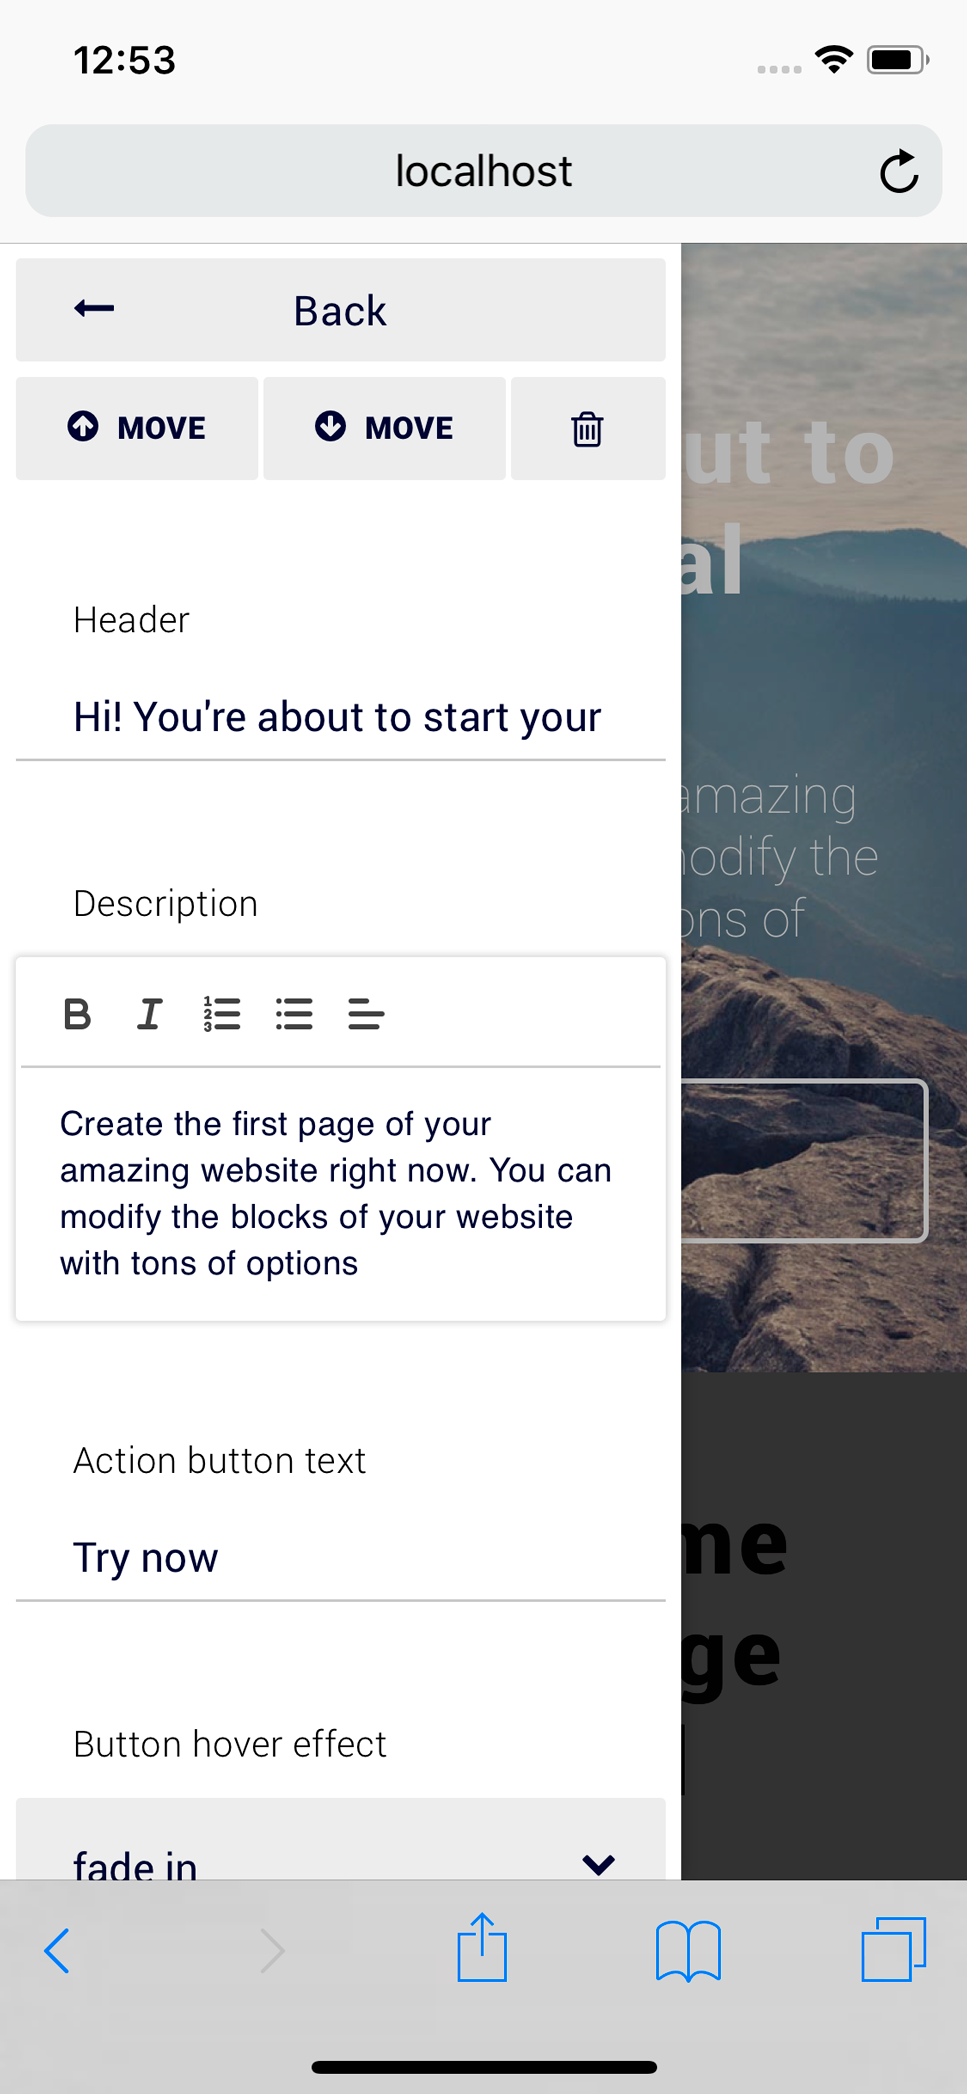 12:53
localhost
Back
MOVE
MOVE
Header
Hi! You're about to start your
Description
Create the first page of your
amazing website right now. You can
modify the blocks of your website
with tons of options
Action button text
Try now
Button hover effect
fade in
ut to
al
amazing
odify the
ons of
me
ge